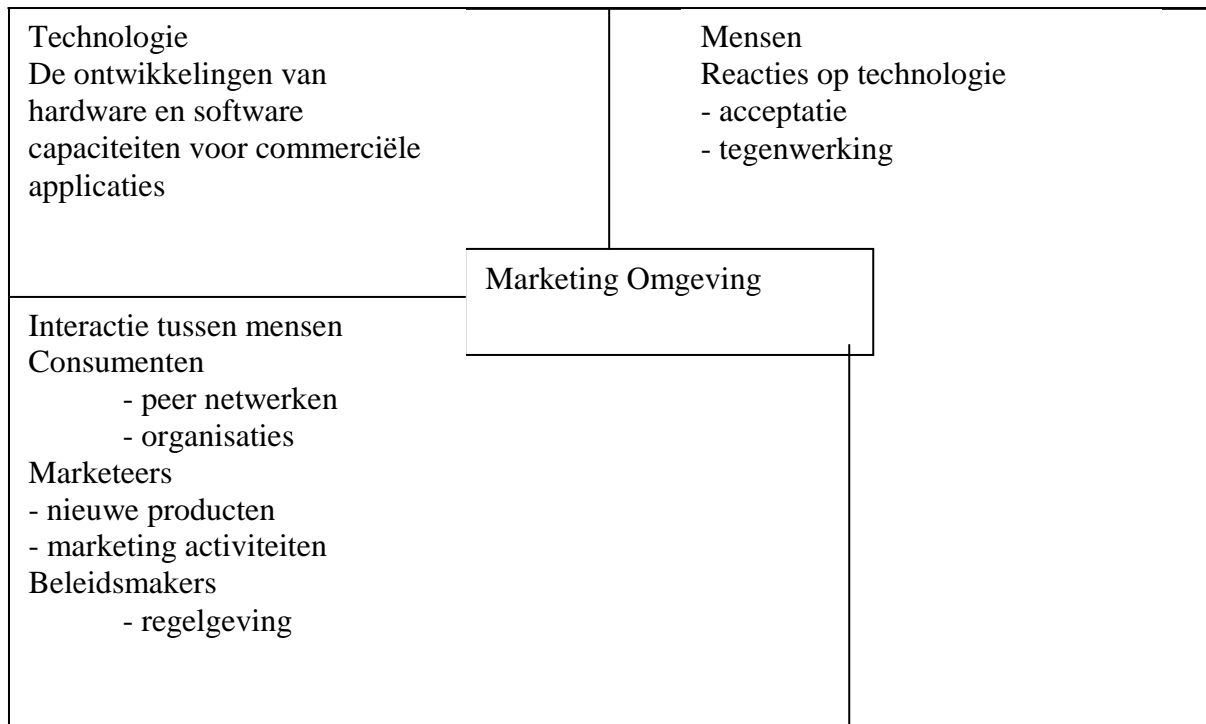 Technologie
De ontwikkelingen van
hardware en software
capaciteiten voor commerciële
applicaties
Mensen
Reacties op technologie
- acceptatie
- tegenwerking
Marketing Omgeving
Interactie tussen mensen
Consumenten
- peer netwerken
- organisaties
Marketeers
- nieuwe producten
- marketing activiteiten
Beleidsmakers
- regelgeving